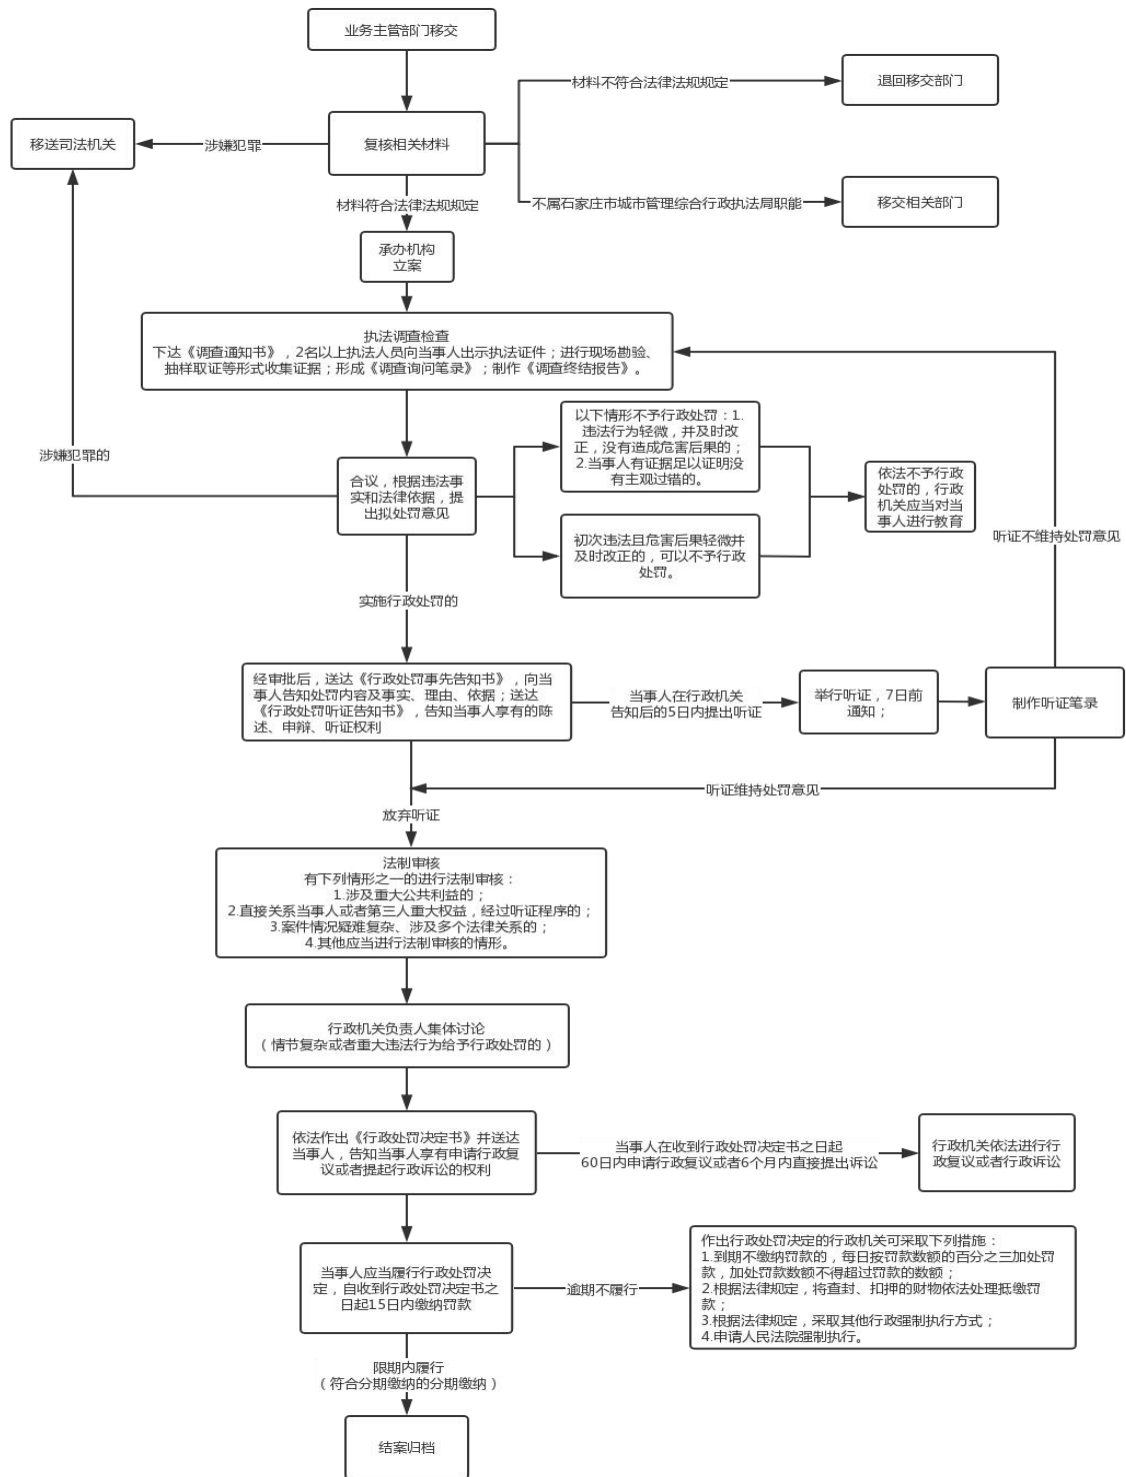 业务主管部门移交
材料不符合法律法规规定
退回移交部门
移送司法机关
涉嫌犯罪
复核相关材料
材料符合法律法规规定
不属石家庄市城市管理综合行政执法局职能
移交相关部门
承办机构
立案
执法调查检查
下达《调查通知书》，2名以上执法人员向当事人出示执法证件；进行现场勘验、
抽样取证等形式收集证据；形成《调查询问笔录》；制作《调查终结报告》。
涉嫌犯罪的
合议，根据违法事
实和法律依据，提
出拟处罚意见
以下情形不予行政处罚：1.
违法行为轻微，并及时改
正，没有造成危害后果的；
2.当事人有证据足以证明没
有主观过错的。
初次违法且危害后果轻微并
及时改正的，可以不予行政
处罚。
依法不予行政
处罚的，行政
机关应当对当
事人进行教育
听证不维持处罚意见
实施行政处罚的
经审批后，送达《行政处罚事先告知书》，向当
事人告知处罚内容及事实、理由、依据；送达
《行政处罚听证告知书》，告知当事人享有的陈
述、申辩、听证权利
当事人在行政机关
告知后的5日内提出听证
举行听证，7日前
通知；
制作听证笔录
听证维持处罚意见
放弃听证
法制审核
有下列情形之一的进行法制审核：
1.涉及重大公共利益的；
2.直接关系当事人或者第三人重大权益，经过听证程序的；
3.案件情况疑难复杂、涉及多个法律关系的；
4.其他应当进行法制审核的情形。
行政机关负责人集体讨论
（情节复杂或者重大违法行为给予行政处罚的）
依法作出《行政处罚决定书》并送达
当事人，告知当事人享有申请行政复
议或者提起行政诉讼的权利
当事人在收到行政处罚决定书之日起
60日内申请行政复议或者6个月内直接提出诉讼
行政机关依法进行行
政复议或者行政诉讼
当事人应当履行行政处罚决
定，自收到行政处罚决定书之
日起15日内缴纳罚款
逾期不履行
作出行政处罚决定的行政机关可采取下列措施：
1.到期不缴纳罚款的，每日按罚款数额的百分之三加处罚
款，加处罚款数额不得超过罚款的数额；
2.根据法律规定，将查封、扣押的财物依法处理抵缴罚
款；
3.根据法律规定，采取其他行政强制执行方式；
4.申请人民法院强制执行。
限期内履行
（符合分期缴纳的分期缴纳）
结案归档